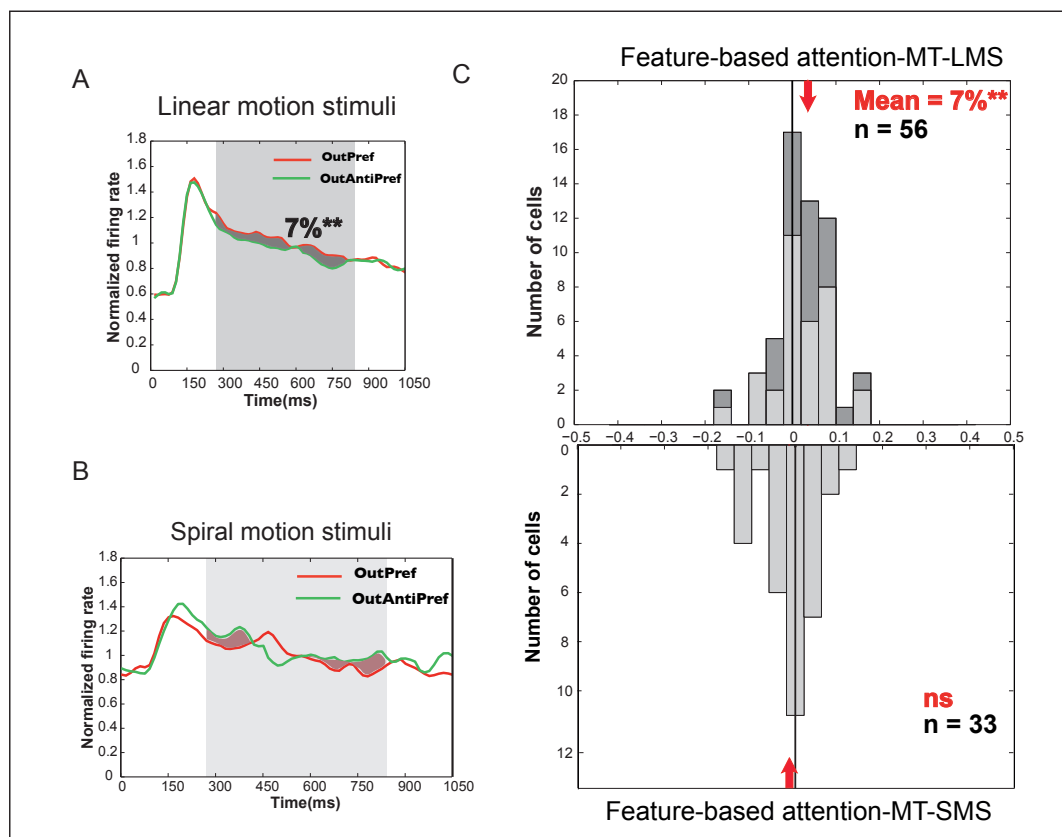 A
Linear motion stimuli
1.8
1.6
1.4
1.2
1
0.8
0.6
0.4
0.2
0
Normalized firing rate
OutPref
OutAntiPref
7%**
0 150 300 450 600 750 900 1050
Time(ms)
B
Spiral motion stimuli
1.8
1.6
1.4
1.2
1
0.8
0.6
0.4
0.2
0
Normalized firing rate
OutPref
OutAntiPref
0 150 300 450 600 750 900 1050
Time(ms)
C
Feature-based attention-MT-LMS
20
18
16
14
12
10
8
6
4
2
0
Number of cells
Mean = 7%**
n = 56
−0.5 −0.4 −0.3 −0.2 −0.1 0 0.1 0.2 0.3 0.4 0.5
0
2
4
6
8
10
12
Number of cells
ns
n = 33
Feature-based attention-MT-SMS